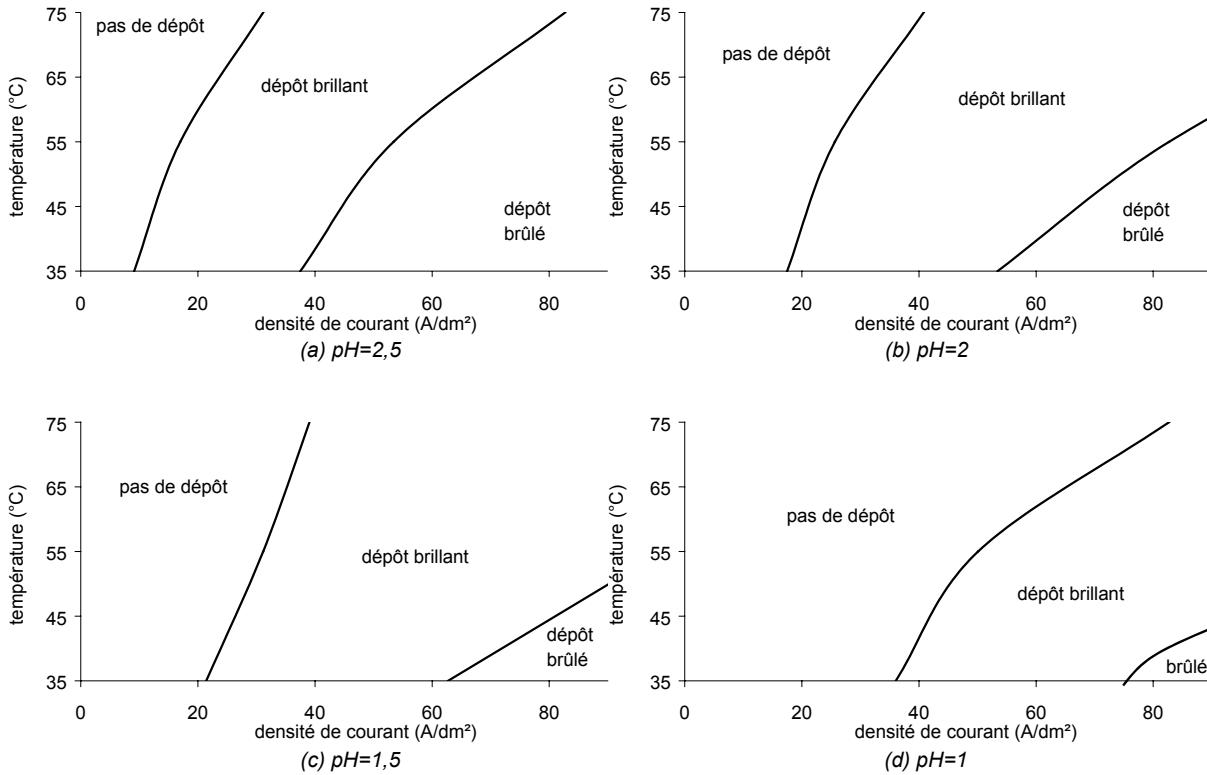 75
65
55
45
35
température (°C)
pas de dépôt
dépôt brillant
dépôt
brûlé
0 20 40 60 80
densité de courant (A/dm²)
(a) pH=2,5
75
65
55
45
35
température (°C)
pas de dépôt
dépôt brillant
dépôt
brûlé
0 20 40 60 80
densité de courant (A/dm²)
(b) pH=2
75
65
55
45
35
température (°C)
pas de dépôt
dépôt brillant
dépôt
brûlé
0 20 40 60 80
densité de courant (A/dm²)
(c) pH=1,5
75
65
55
45
35
température (°C)
pas de dépôt
dépôt brillant
brûlé
0 20 40 60 80
densité de courant (A/dm²)
(d) pH=1